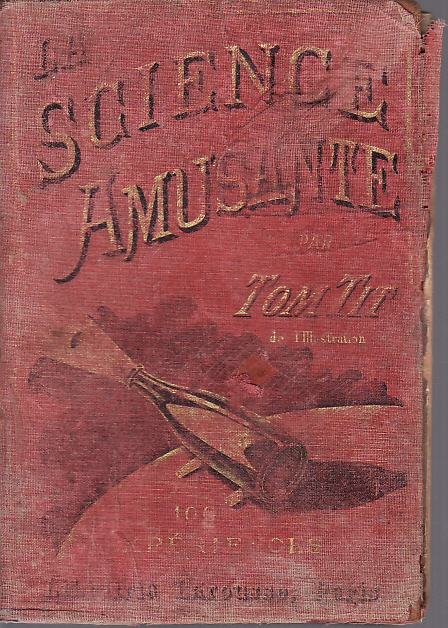 LA
SCIENCE
AMUSANTE
PAR
TOM TIT
de l'Illustration
100
EXPÉRIENCES
Librairie Larousse, Paris